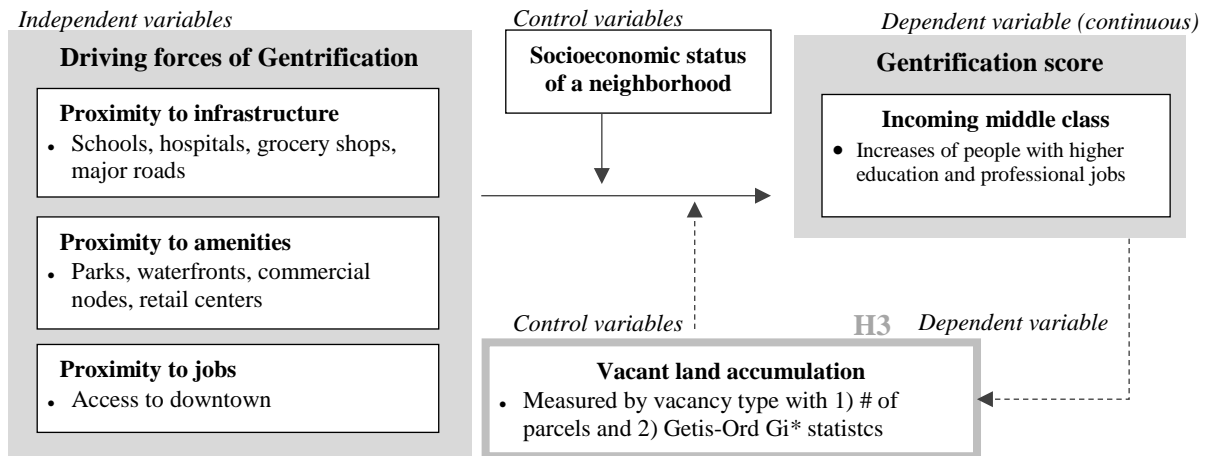 Independent variables
Driving forces of Gentrification
Proximity to infrastructure
• Schools, hospitals, grocery shops,
major roads
Proximity to amenities
• Parks, waterfronts, commercial
nodes, retail centers
Proximity to jobs
• Access to downtown
Control variables
Socioeconomic status
of a neighborhood
Dependent variable (continuous)
Gentrification score
Incoming middle class
• Increases of people with higher
education and professional jobs
Control variables
H3
Dependent variable
Vacant land accumulation
• Measured by vacancy type with 1) # of
parcels and 2) Getis-Ord Gi* statistcs